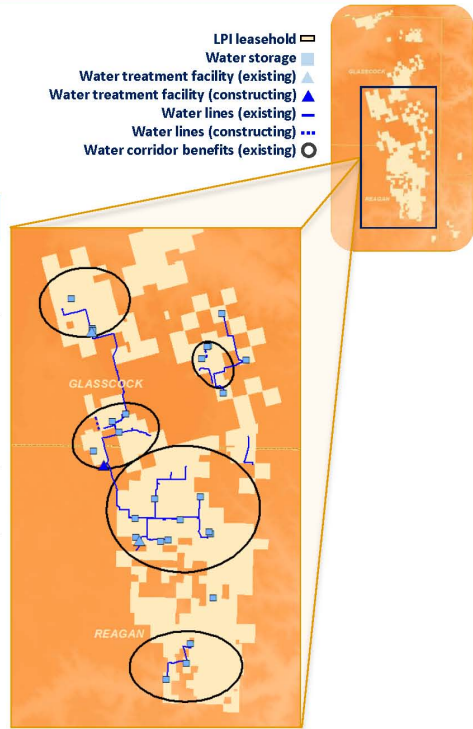 LPI leasehold
Water storage
Water treatment facility (existing)
Water treatment facility (constructing)
Water lines (existing)
Water lines (constructing)
Water corridor benefits (existing)
GLASSCOCK
REAGAN
GLASSCOCK
REAGAN